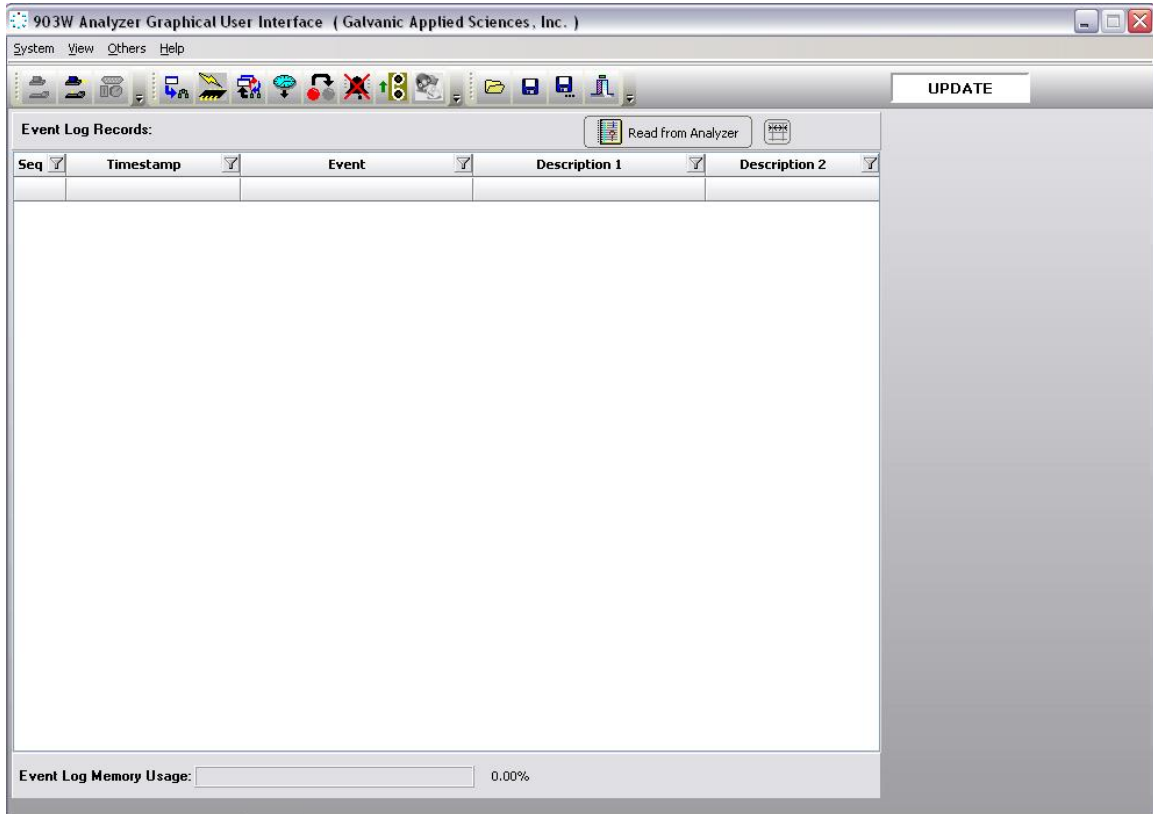 903W Analyzer Graphical User Interface ( Galvanic Applied Sciences, Inc. )
System View Others Help
UPDATE
Event Log Records:
Read from Analyzer
Seq Timestamp Event Description 1 Description 2
Event Log Memory Usage: 0.00%